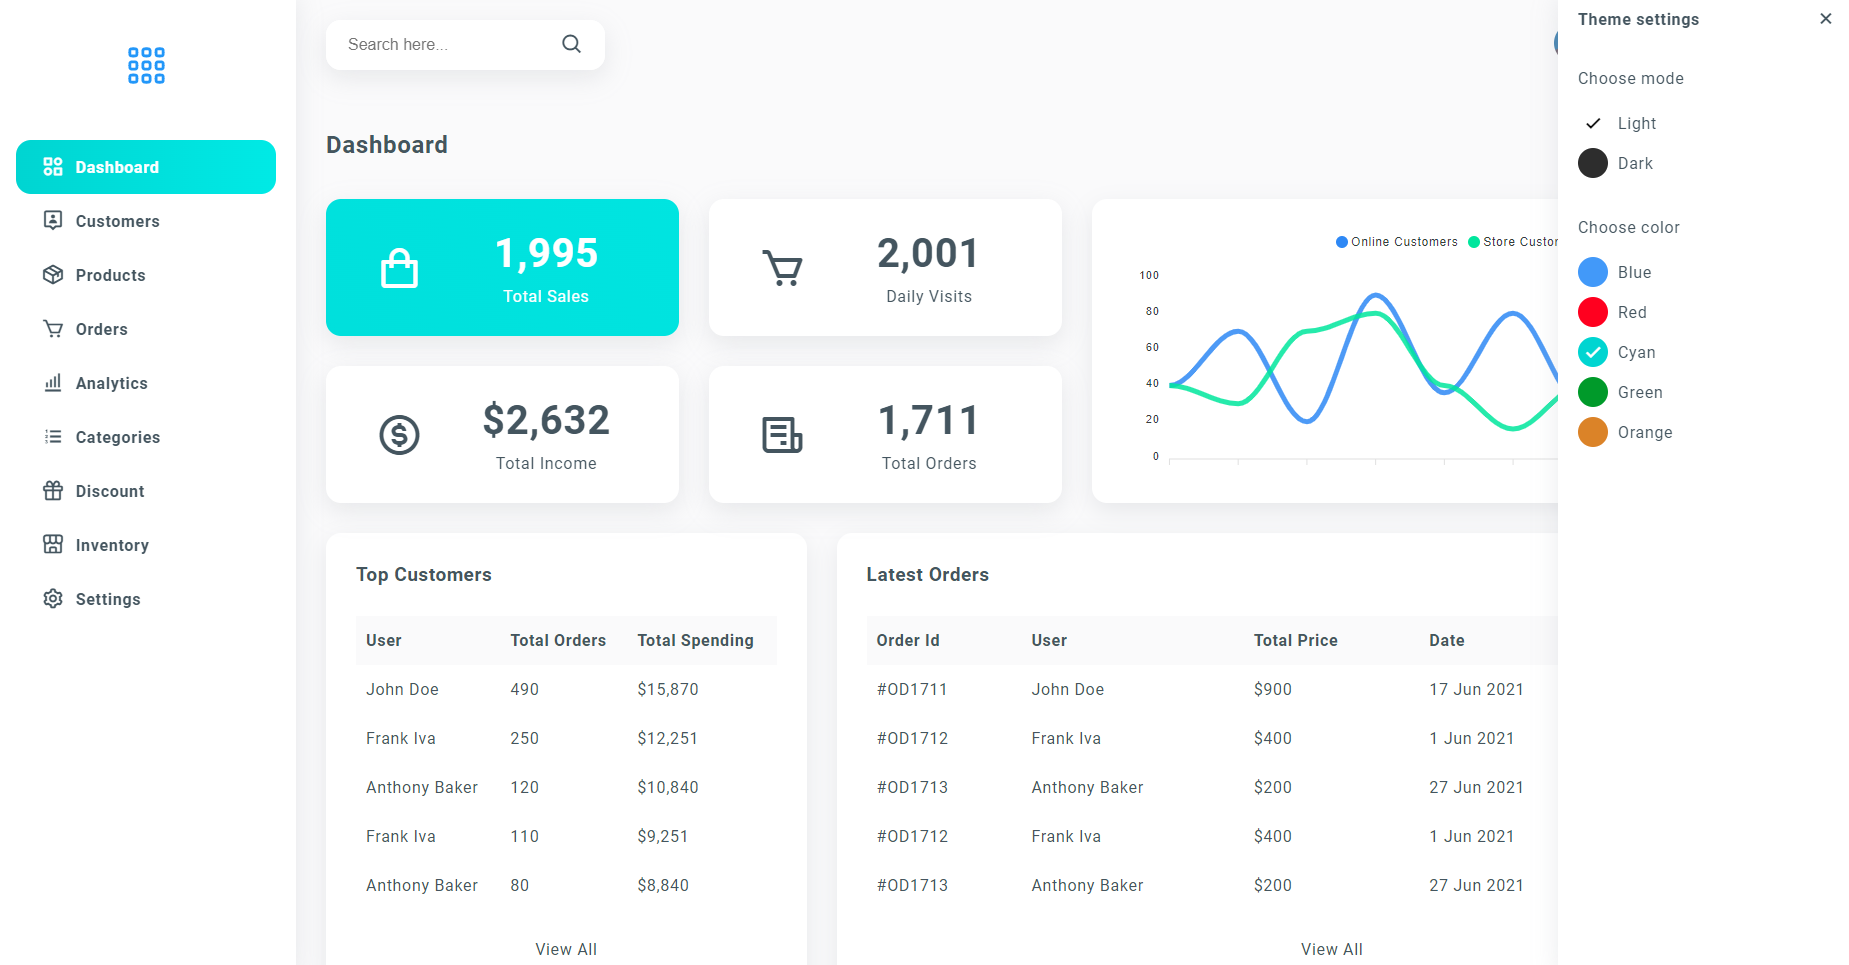 Dashboard
Customers
Products
Orders
Analytics
Categories
Discount
Inventory
Settings
Search here...
Dashboard
1,995
Total Sales
2,001
Daily Visits
$2,632
Total Income
1,711
Total Orders
Online Customers Store Custor
100
80
60
40
20
0
Top Customers
User Total Orders Total Spending
John Doe 490 $15,870
Frank Iva 250 $12,251
Anthony Baker 120 $10,840
Frank Iva 110 $9,251
Anthony Baker 80 $8,840
View All
Latest Orders
Order Id User Total Price Date
#OD1711 John Doe $900 17 Jun 2021
#OD1712 Frank Iva $400 1 Jun 2021
#OD1713 Anthony Baker $200 27 Jun 2021
#OD1712 Frank Iva $400 1 Jun 2021
#OD1713 Anthony Baker $200 27 Jun 2021
View All
Theme settings
Choose mode
Light
Dark
Choose color
Blue
Red
Cyan
Green
Orange